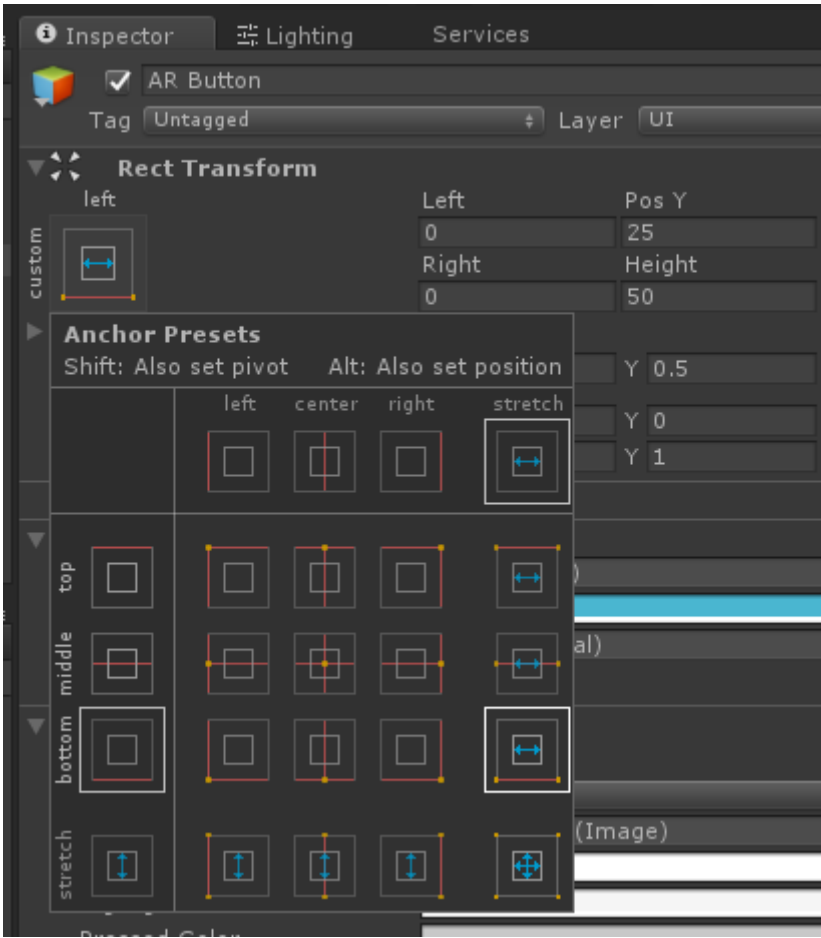 Inspector Lighting Services
AR Button
Tag Untagged Layer UI
Rect Transform
left Left Pos Y
custom 0 25
Right Height
0 50
Anchor Presets
Shift: Also set pivot Alt: Also set position
Y 0.5
left center right stretch
Y 0
Y 1
top
)
middle
al)
bottom
stretch
(Image)